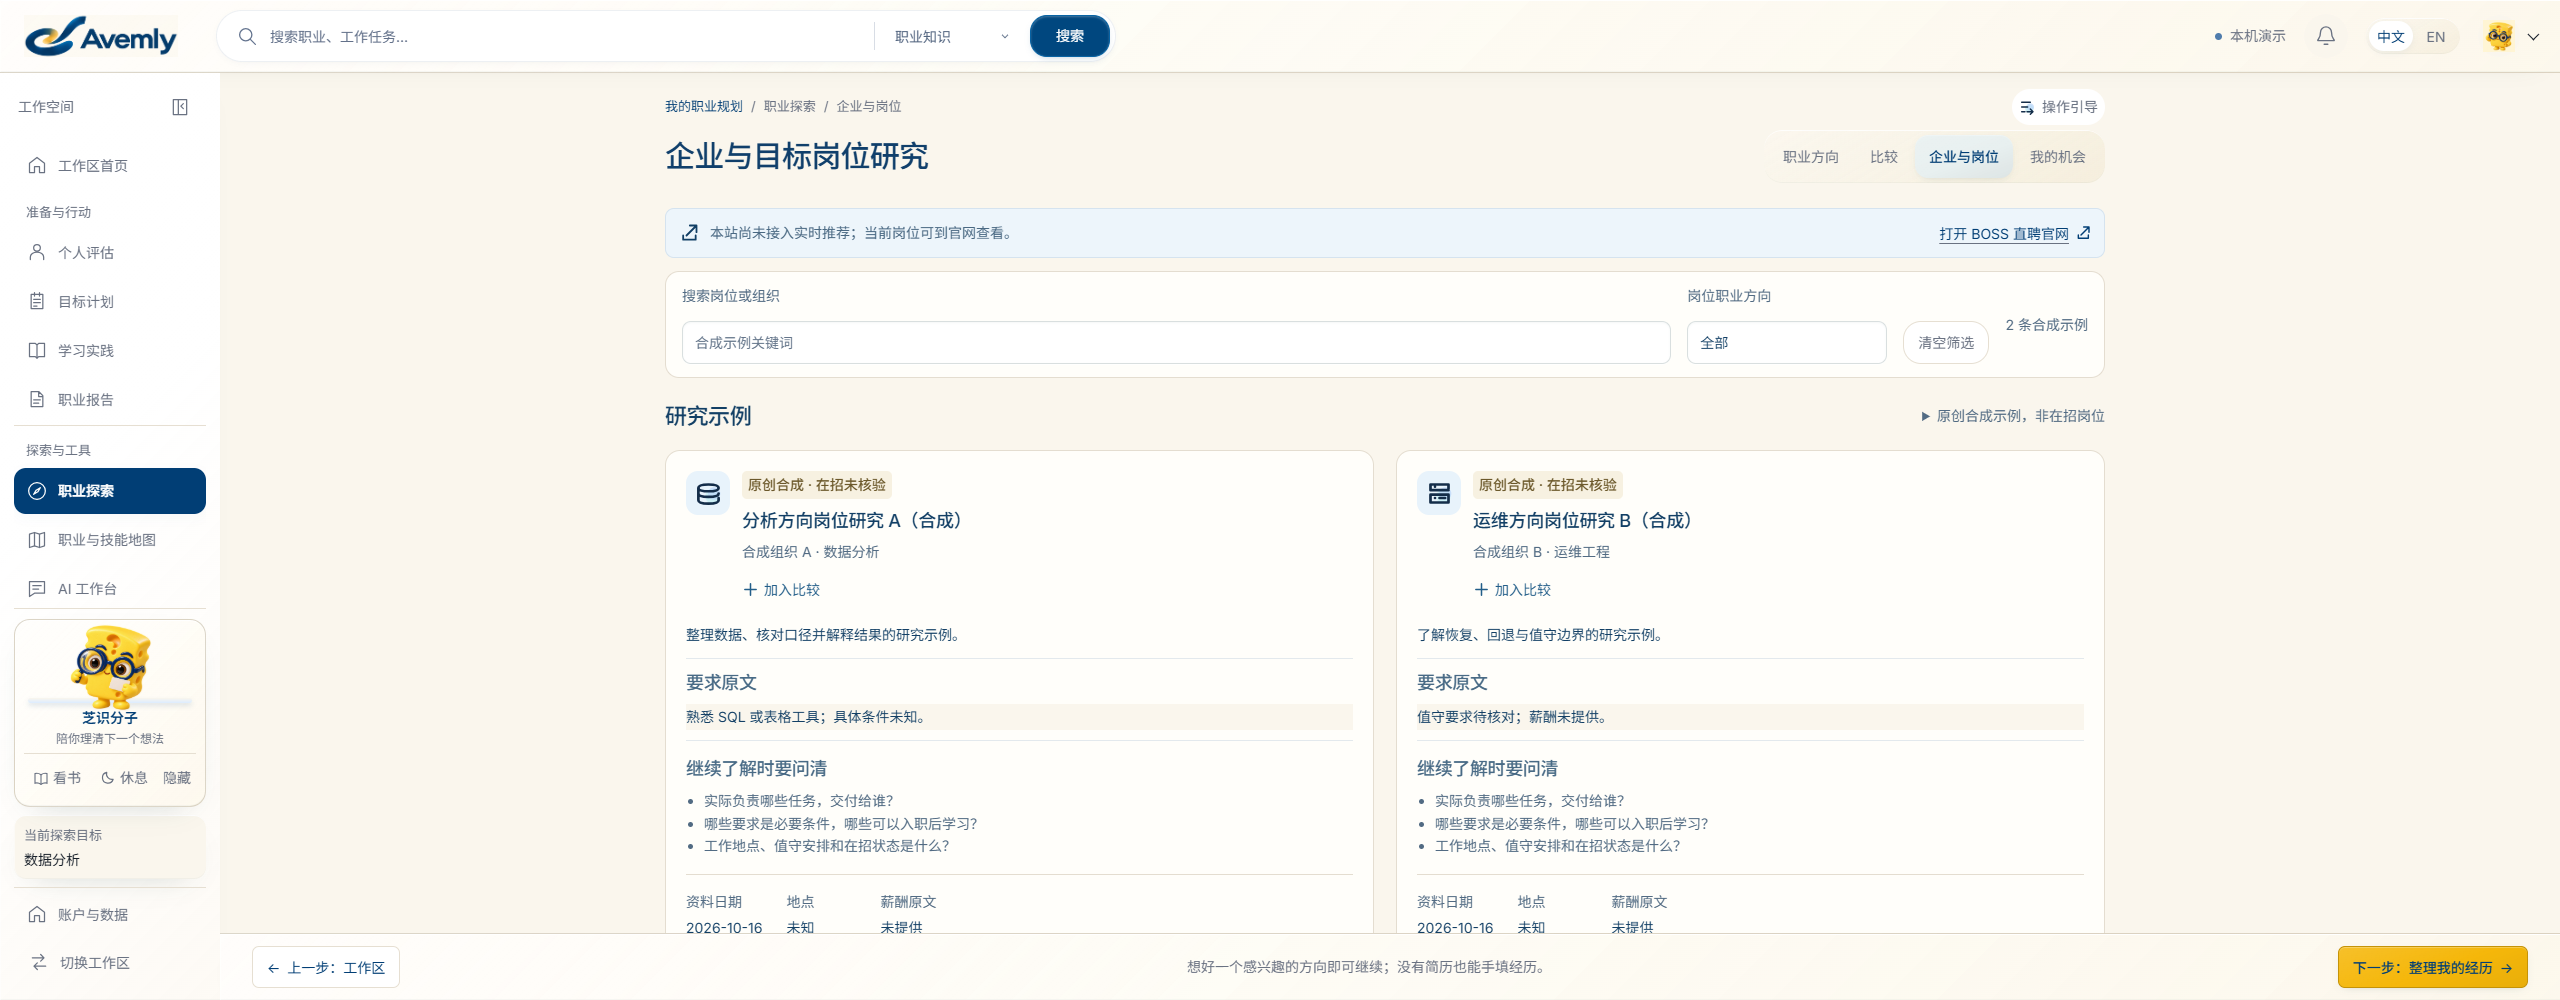 Avemly
搜索职业、工作任务...
职业知识
搜索
本机演示
中文
EN
工作空间
工作区首页
准备与行动
个人评估
目标计划
学习实践
职业报告
探索与工具
职业探索
职业与技能地图
AI 工作台
芝识分子
陪你理清下一个想法
看书
休息
隐藏
当前探索目标
数据分析
账户与数据
切换工作区
我的职业规划 / 职业探索 / 企业与岗位
操作引导
企业与目标岗位研究
职业方向
比较
企业与岗位
我的机会
本站尚未接入实时推荐；当前岗位可到官网查看。
打开 BOSS 直聘官网
搜索岗位或组织
合成示例关键词
岗位职业方向
全部
清空筛选
2 条合成示例
研究示例
原创合成示例，非在招岗位
原创合成 · 在招未核验
分析方向岗位研究 A（合成）
合成组织 A · 数据分析
加入比较
整理数据、核对口径并解释结果的研究示例。
要求原文
熟悉 SQL 或表格工具；具体条件未知。
继续了解时要问清
• 实际负责哪些任务，交付给谁？
• 哪些要求是必要条件，哪些可以入职后学习？
• 工作地点、值守安排和在招状态是什么？
资料日期 地点 薪酬原文
2026-10-16 未知 未提供
原创合成 · 在招未核验
运维方向岗位研究 B（合成）
合成组织 B · 运维工程
加入比较
了解恢复、回退与值守边界的研究示例。
要求原文
值守要求待核对；薪酬未提供。
继续了解时要问清
• 实际负责哪些任务，交付给谁？
• 哪些要求是必要条件，哪些可以入职后学习？
• 工作地点、值守安排和在招状态是什么？
资料日期 地点 薪酬原文
2026-10-16 未知 未提供
← 上一步：工作区
想好一个感兴趣的方向即可继续；没有简历也能手填经历。
下一步：整理我的经历 →